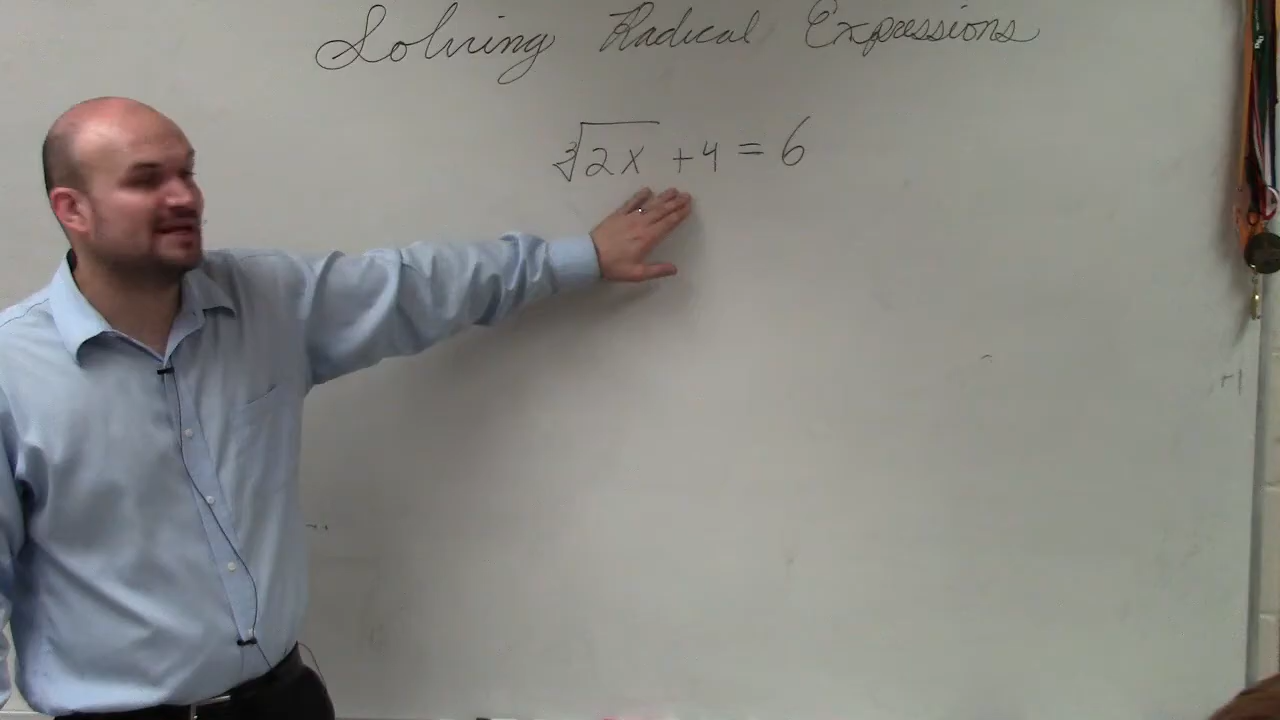 Solving Radical Expressions
∛2x + 4 = 6